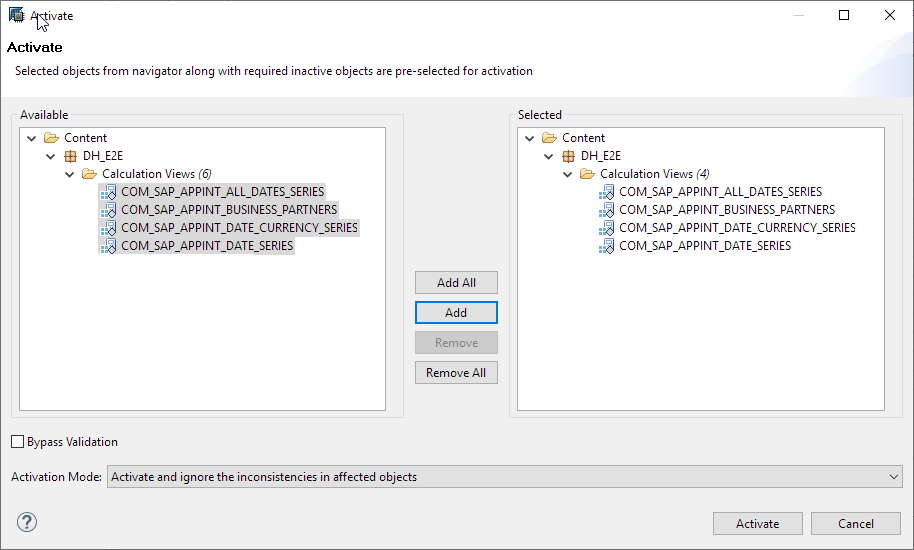 Activate
Activate
Selected objects from navigator along with required inactive objects are pre-selected for activation
Available
Content
DH_E2E
Calculation Views (6)
COM_SAP_APPINT_ALL_DATES_SERIES
COM_SAP_APPINT_BUSINESS_PARTNERS
COM_SAP_APPINT_DATE_CURRENCY_SERIES
COM_SAP_APPINT_DATE_SERIES
Add All
Add
Remove
Remove All
Selected
Content
DH_E2E
Calculation Views (4)
COM_SAP_APPINT_ALL_DATES_SERIES
COM_SAP_APPINT_BUSINESS_PARTNERS
COM_SAP_APPINT_DATE_CURRENCY_SERIES
COM_SAP_APPINT_DATE_SERIES
Bypass Validation
Activation Mode: Activate and ignore the inconsistencies in affected objects
?
Activate
Cancel